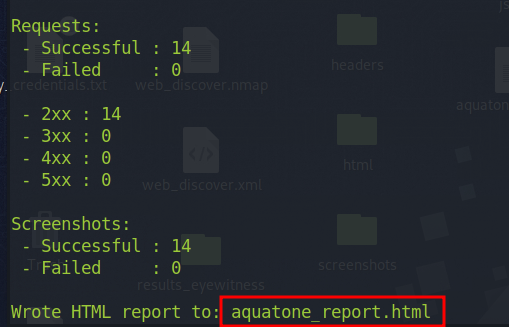 Requests:
- Successful : 14
- Failed : 0
credentials.txt
web_discover.nmap
headers
- 2xx : 14
- 3xx : 0
- 4xx : 0
- 5xx : 0
web_discover.xml
html
Screenshots:
- Successful : 14
- Failed : 0
results_eyewitness
screenshots
Wrote HTML report to: aquatone_report.html